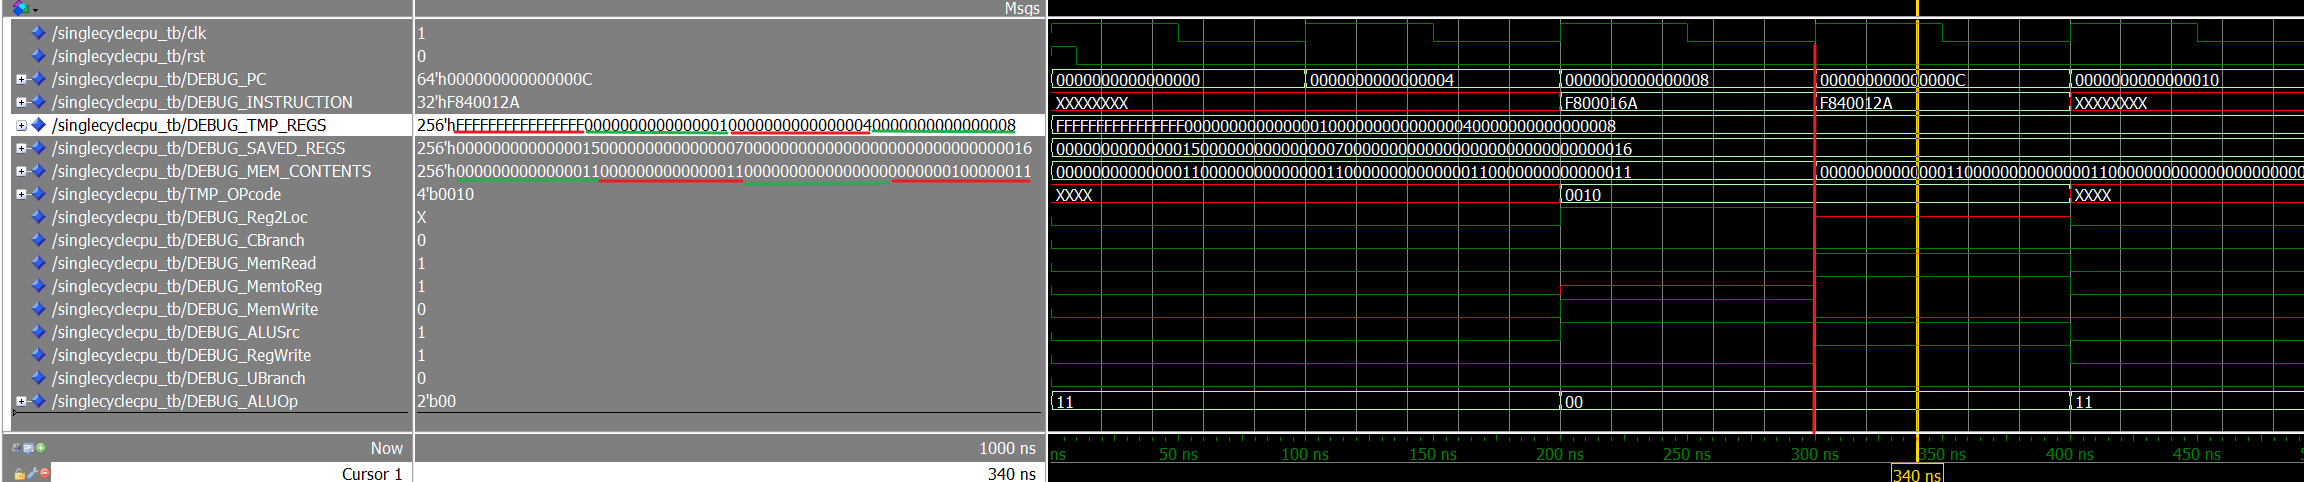 Msgs
/singlecyclecpu_tb/clk 1
/singlecyclecpu_tb/rst 0
/singlecyclecpu_tb/DEBUG_PC 64'h000000000000000C 0000000000000000 0000000000000004 0000000000000008 000000000000000C 0000000000000010
/singlecyclecpu_tb/DEBUG_INSTRUCTION 32'hF840012A XXXXXXXX F800016A F840012A XXXXXXXX
/singlecyclecpu_tb/DEBUG_TMP_REGS 256'hFFFFFFFFFFFFFFFF000000000000000100000000000000040000000000000008 FFFFFFFFFFFFFFFF000000000000000100000000000000040000000000000008
/singlecyclecpu_tb/DEBUG_SAVED_REGS 256'h0000000000000015000000000000000700000000000000000000000000000016 0000000000000015000000000000000700000000000000000000000000000016
/singlecyclecpu_tb/DEBUG_MEM_CONTENTS 256'h0000000000000011000000000000001100000000000000000000000100000011 0000000000000011000000000000001100000000000000110000000000000011 000000000000001100000000000000110000000000000000000000
/singlecyclecpu_tb/TMP_OPcode 4'b0010 XXXX 0010 XXXX
/singlecyclecpu_tb/DEBUG_Reg2Loc X
/singlecyclecpu_tb/DEBUG_CBranch 0
/singlecyclecpu_tb/DEBUG_MemRead 1
/singlecyclecpu_tb/DEBUG_MemtoReg 1
/singlecyclecpu_tb/DEBUG_MemWrite 0
/singlecyclecpu_tb/DEBUG_ALUSrc 1
/singlecyclecpu_tb/DEBUG_RegWrite 1
/singlecyclecpu_tb/DEBUG_UBranch 0
/singlecyclecpu_tb/DEBUG_ALUOp 2'b00 11 00 11
Now 1000 ns ns 50 ns 100 ns 150 ns 200 ns 250 ns 300 ns 350 ns 400 ns 450 ns
Cursor 1 340 ns 340 ns